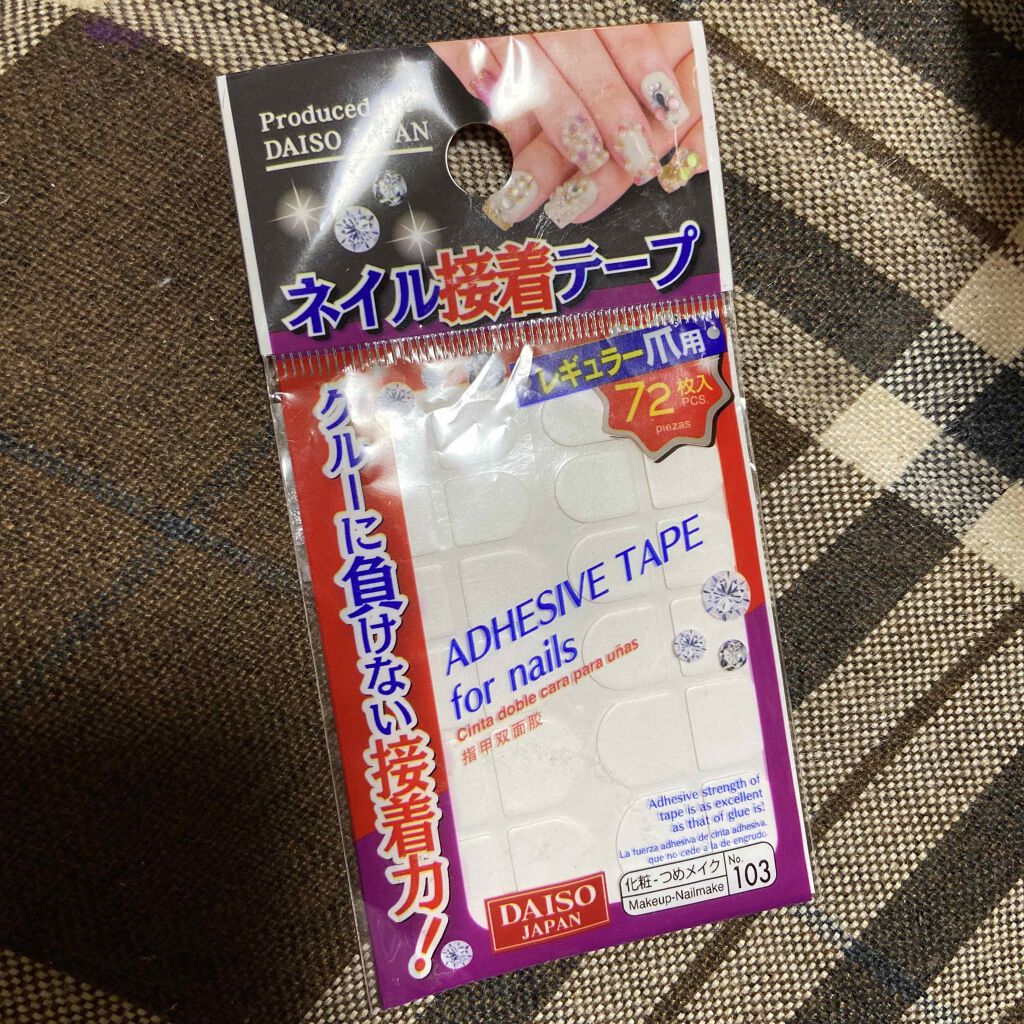 Produced
DAISO JAPAN
ネイル接着テープ
レギュラー爪用
72枚入
PCS.
piezas
グルーに負けない接着力!
ADHESIVE TAPE
for nails
Cinta doble cara para uñas
指甲双面胶
Adhesive strength of
tape is as excellent
as that of glue is!
La fuerza adhesiva de cinta adhesiva.
que no cede a la de engrudo.
化粧-つめメイク
Makeup-Nailmake
No.
103
DAISO
JAPAN